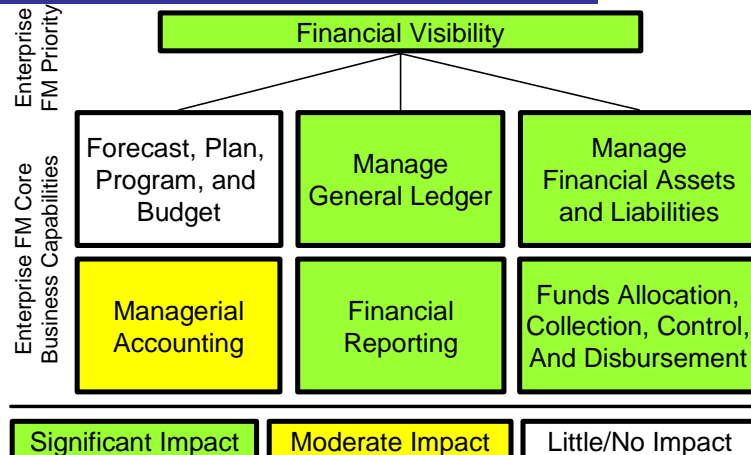 Enterprise
FM Priority
Financial Visibility
Enterprise FM Core
Business Capabilities
Forecast, Plan,
Program, and
Budget
Manage
General Ledger
Manage
Financial Assets
and Liabilities
Managerial
Accounting
Financial
Reporting
Funds Allocation,
Collection, Control,
And Disbursement
Significant Impact
Moderate Impact
Little/No Impact